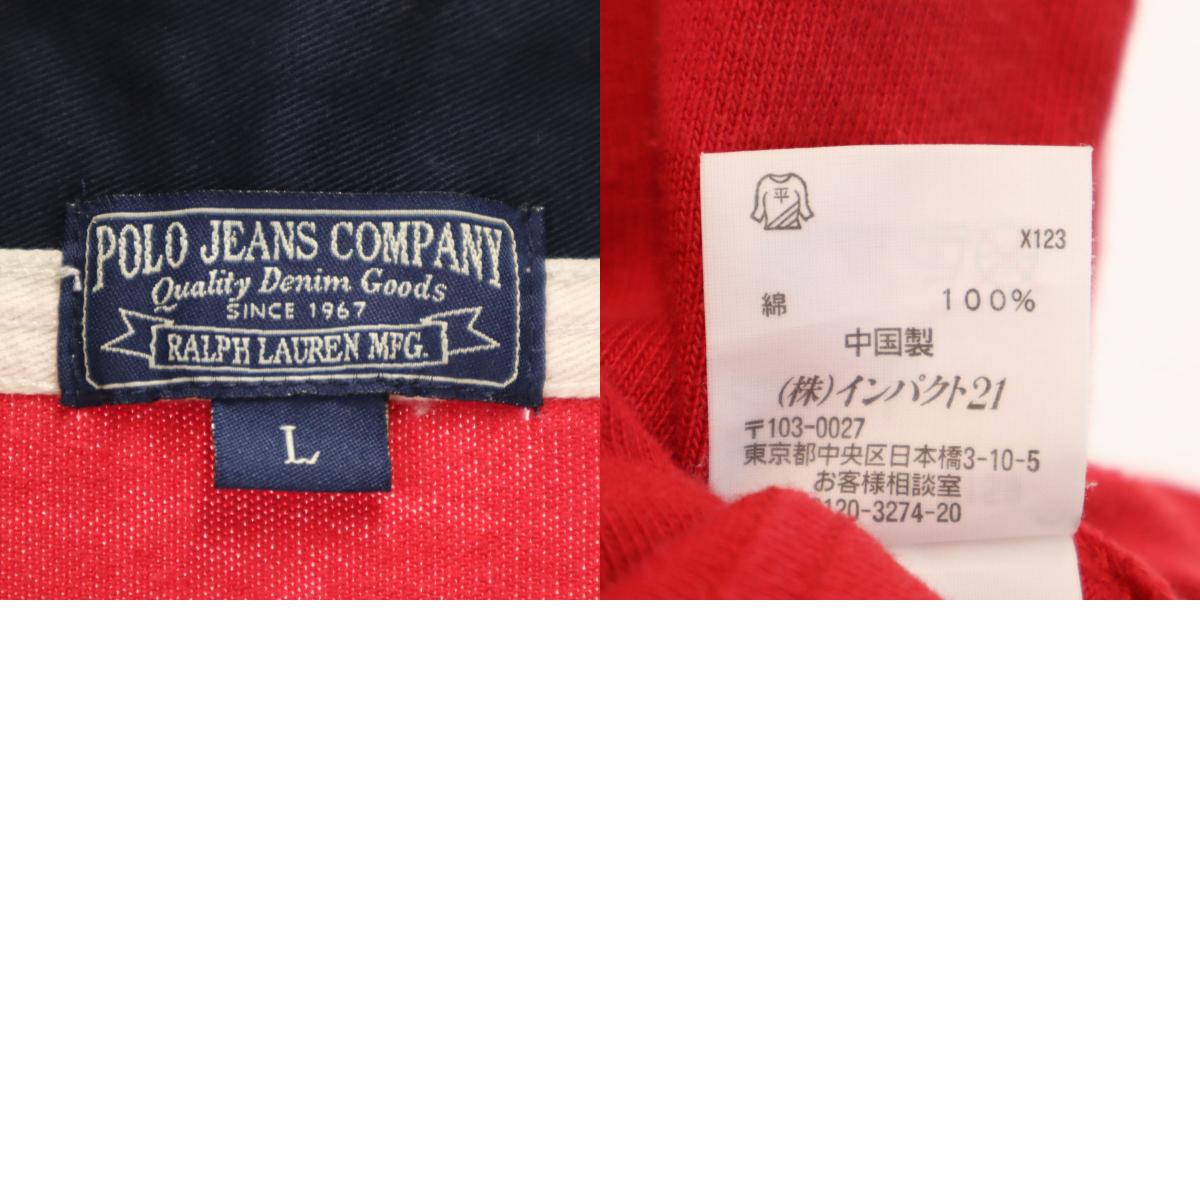 POLO JEANS COMPANY
Quality Denim Goods
SINCE 1967
RALPH LAUREN MFG.
L
平
X123
綿 100%
中国製
(株)インパクト21
〒103-0027
東京都中央区日本橋3-10-5
お客様相談室
120-3274-20